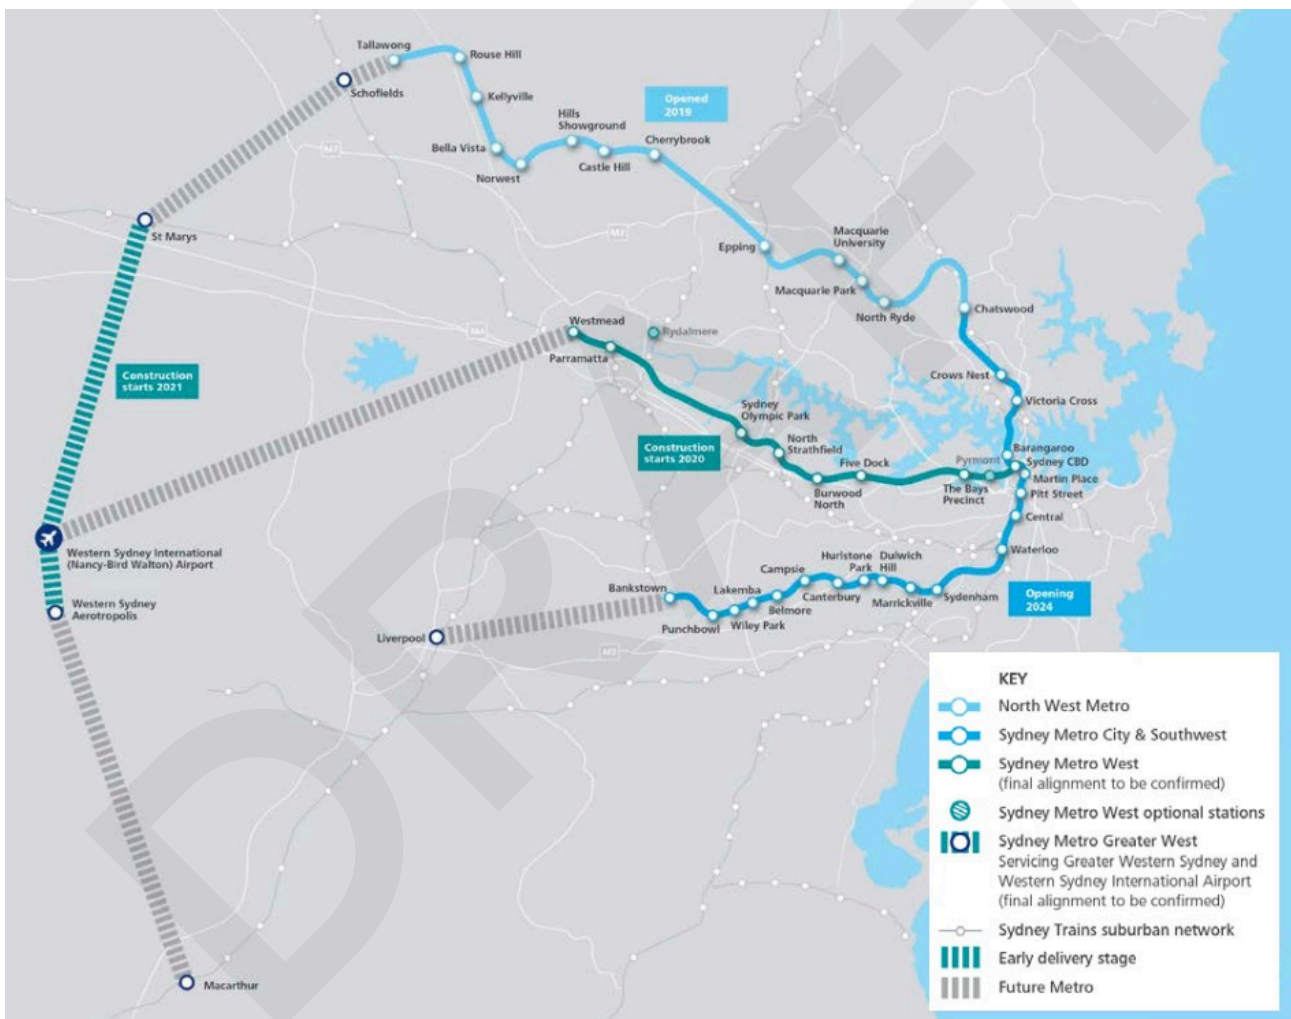 Tallawong
Rouse Hill
Schofields
Kellyville
Opened
2019
Hills
Showground
Bella Vista
Cherrybrook
Norwest
Castle Hill
M7
St Marys
M2
Epping
Macquarie
University
Macquarie Park
North Ryde
Chatswood
Westmead
Rydalmere
M4
Parramatta
Construction
starts 2021
Crows Nest
Victoria Cross
Sydney
Olympic Park
North
Strathfield
Construction
starts 2020
Five Dock
Burwood
North
Pyrmont
The Bays
Precinct
Barangaroo
Sydney CBD
Martin Place
Pitt Street
Central
Waterloo
Western Sydney International
(Nancy-Bird Walton) Airport
Western Sydney
Aerotropolis
Bankstown
Punchbowl
Lakemba
Wiley Park
Campsie
Belmore
Hurlstone
Park
Canterbury
Dulwich
Hill
Marrickville
Sydenham
Opening
2024
Liverpool
M5
Macarthur
KEY
North West Metro
Sydney Metro City & Southwest
Sydney Metro West
(final alignment to be confirmed)
Sydney Metro West optional stations
Sydney Metro Greater West
Servicing Greater Western Sydney and
Western Sydney International Airport
(final alignment to be confirmed)
Sydney Trains suburban network
Early delivery stage
Future Metro
DRAFT